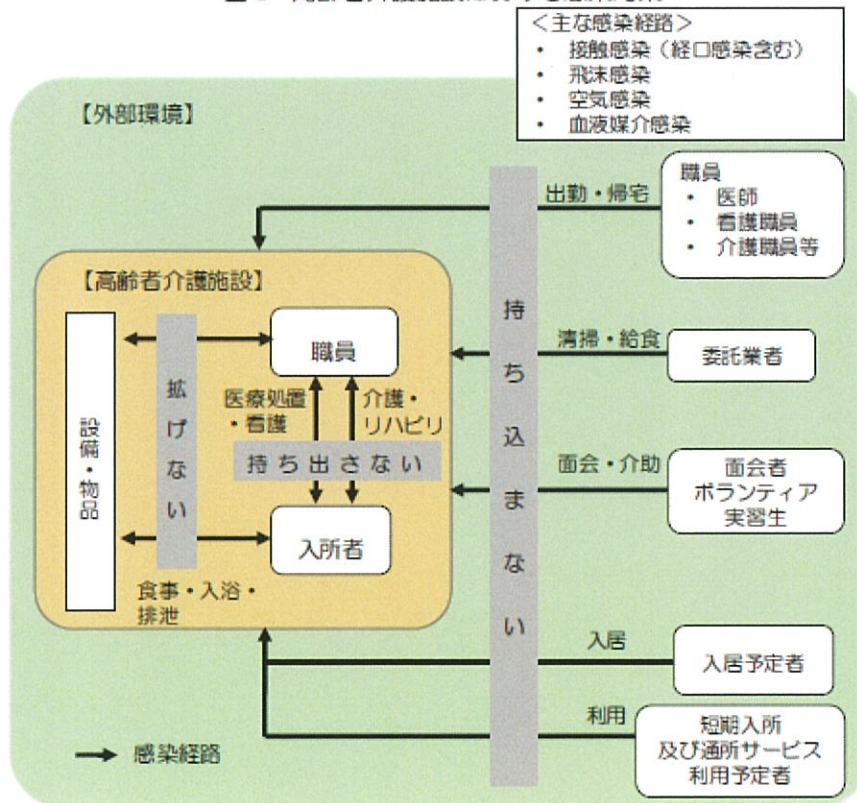 ＜主な感染経路＞
・ 接触感染（経口感染含む）
・ 飛沫感染
・ 空気感染
・ 血液媒介感染
【外部環境】
出勤・帰宅
職員
・ 医師
・ 看護職員
・ 介護職員等
【高齢者介護施設】
持ち込まない
清掃・給食
委託業者
職員
拡げない
設備・物品
医療処置
・看護
介護・
リハビリ
持ち出さない
面会・介助
面会者
ボランティア
実習生
入所者
食事・入浴・
排泄
入居
入居予定者
利用
短期入所
及び通所サービス
利用予定者
感染経路